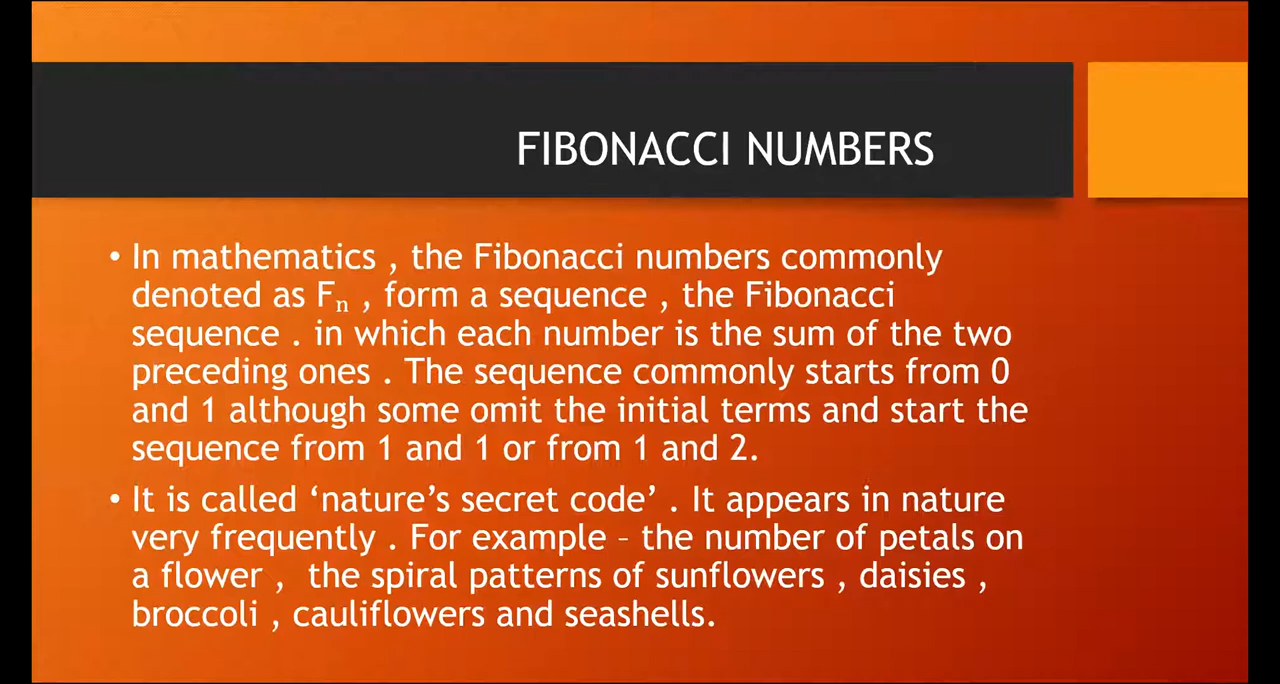 FIBONACCI NUMBERS
• In mathematics , the Fibonacci numbers commonly
denoted as Fₙ , form a sequence , the Fibonacci
sequence . in which each number is the sum of the two
preceding ones . The sequence commonly starts from 0
and 1 although some omit the initial terms and start the
sequence from 1 and 1 or from 1 and 2.
• It is called ‘nature’s secret code’ . It appears in nature
very frequently . For example – the number of petals on
a flower ,  the spiral patterns of sunflowers , daisies ,
broccoli , cauliflowers and seashells.